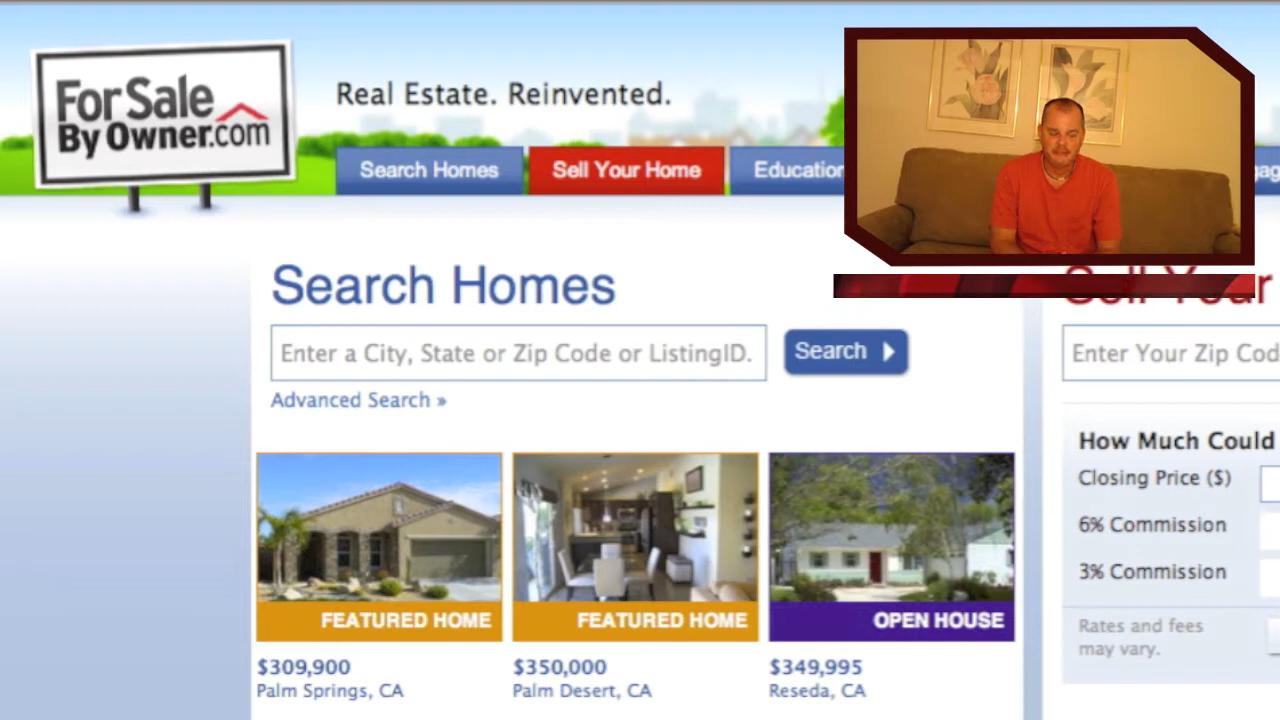 For Sale
By Owner.com
Real Estate. Reinvented.
Search Homes
Sell Your Home
Education
Search Homes
Sell Your
Enter a City, State or Zip Code or ListingID.
Search
Enter Your Zip Cod
Advanced Search »
How Much Could
Closing Price ($)
6% Commission
3% Commission
Rates and fees
may vary.
FEATURED HOME
FEATURED HOME
OPEN HOUSE
$309,900
Palm Springs, CA
$350,000
Palm Desert, CA
$349,995
Reseda, CA